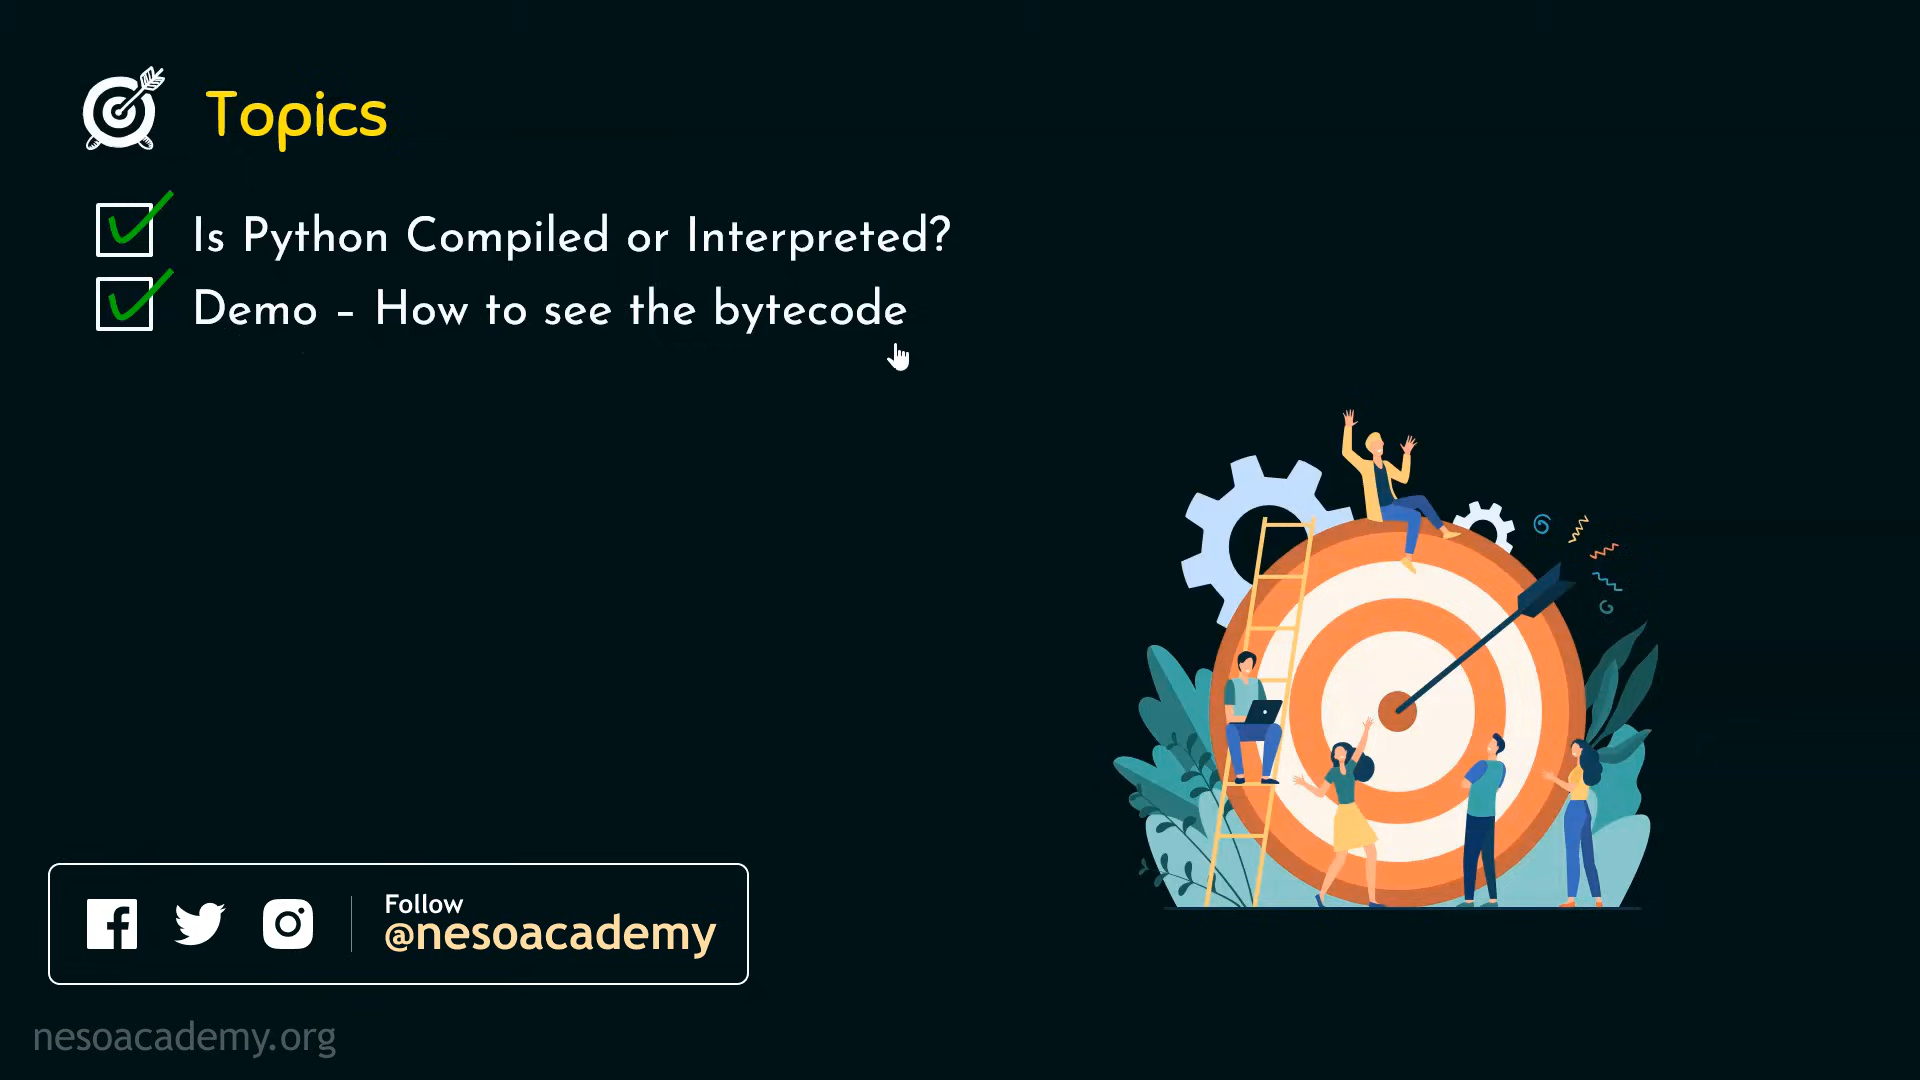 Topics
Is Python Compiled or Interpreted?
Demo – How to see the bytecode
Follow
@nesoacademy
nesoacademy.org